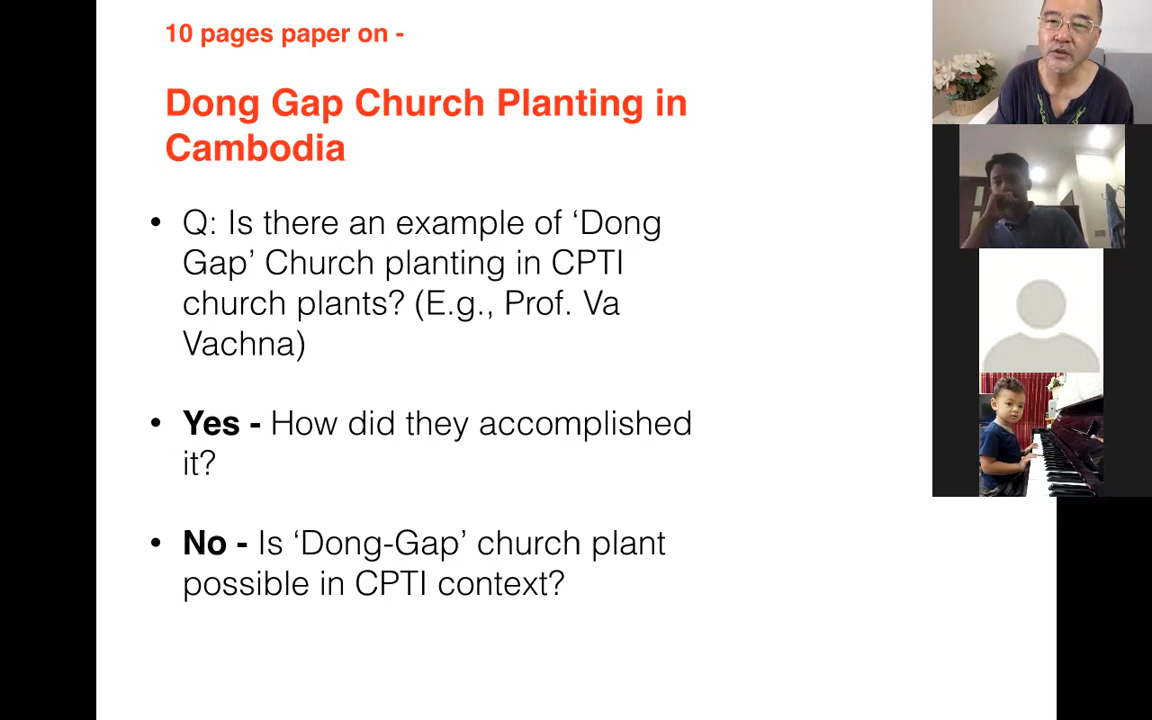 10 pages paper on -
Dong Gap Church Planting in
Cambodia
• Q: Is there an example of ‘Dong
Gap’ Church planting in CPTI
church plants? (E.g., Prof. Va
Vachna)
• Yes - How did they accomplished
it?
• No - Is ‘Dong-Gap’ church plant
possible in CPTI context?